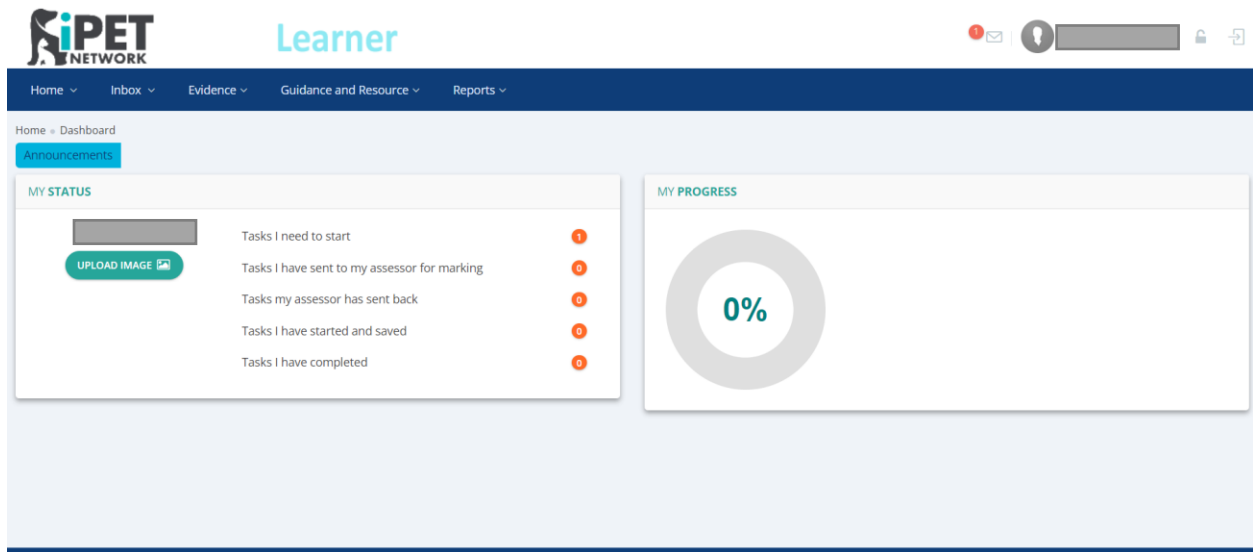 iPET
NETWORK
Learner
1
Home
Inbox
Evidence
Guidance and Resource
Reports
Home » Dashboard
Announcements
MY STATUS
UPLOAD IMAGE
Tasks I need to start 1
Tasks I have sent to my assessor for marking 0
Tasks my assessor has sent back 0
Tasks I have started and saved 0
Tasks I have completed 0
MY PROGRESS
0%